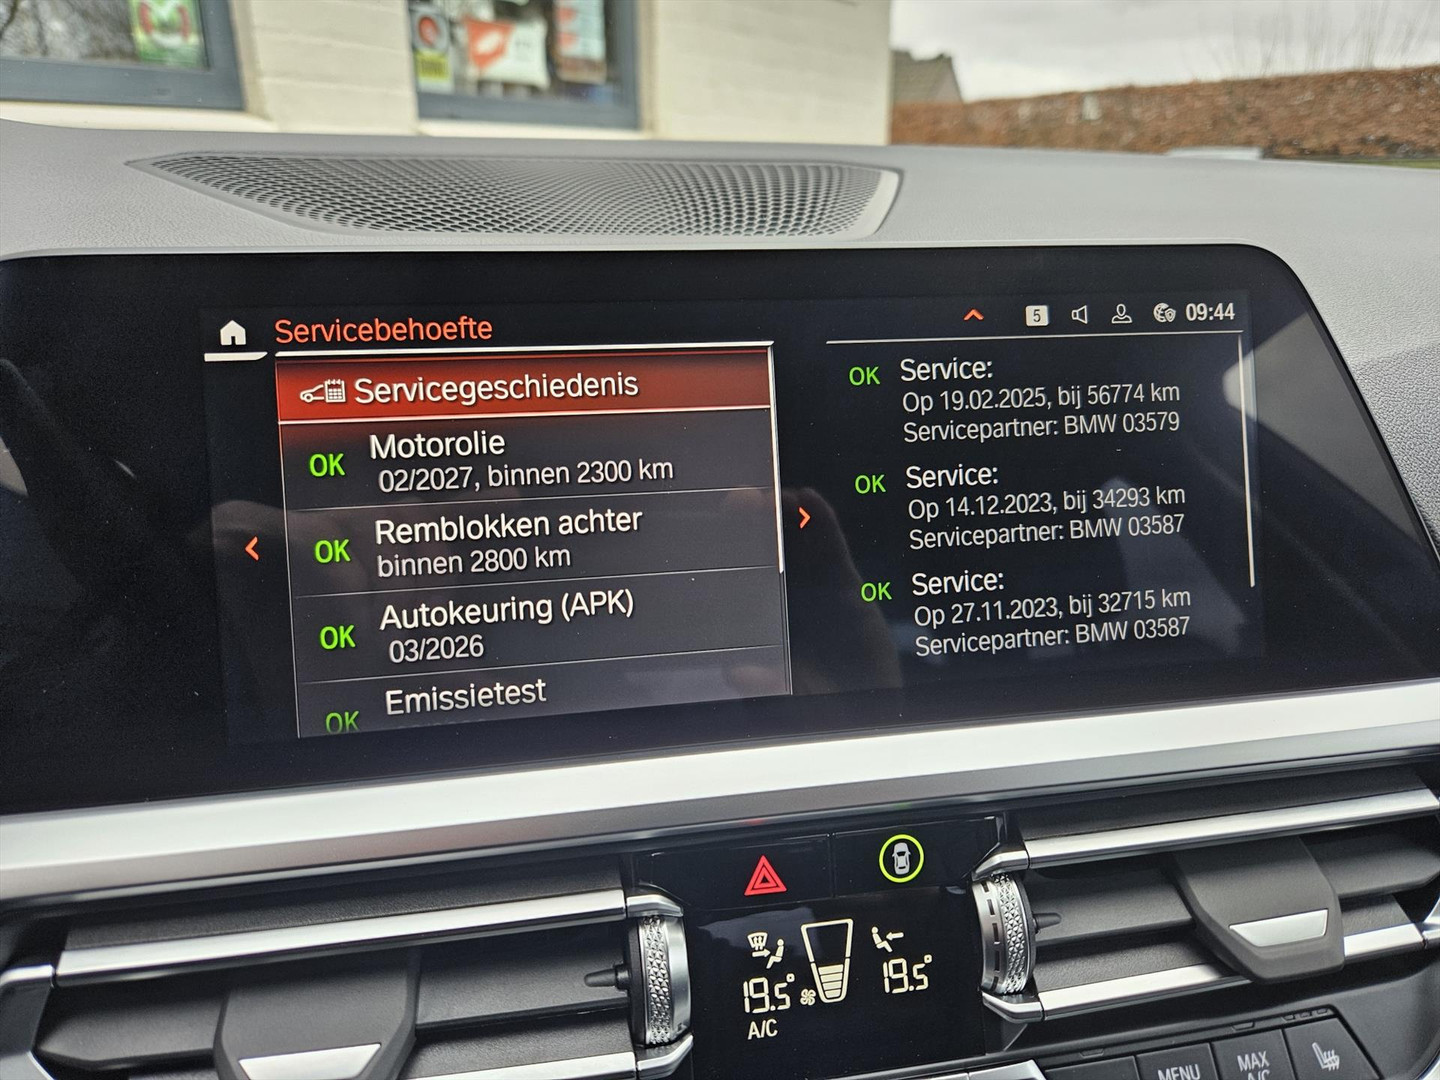 Servicebehoefte
5
09:44
Servicegeschiedenis
OK
Motorolie
02/2027, binnen 2300 km
OK
Remblokken achter
binnen 2800 km
OK
Autokeuring (APK)
03/2026
OK
Emissietest
OK
Service:
Op 19.02.2025, bij 56774 km
Servicepartner: BMW 03579
OK
Service:
Op 14.12.2023, bij 34293 km
Servicepartner: BMW 03587
OK
Service:
Op 27.11.2023, bij 32715 km
Servicepartner: BMW 03587
19.5°
19.5°
A/C
MENU
MAX
A/C